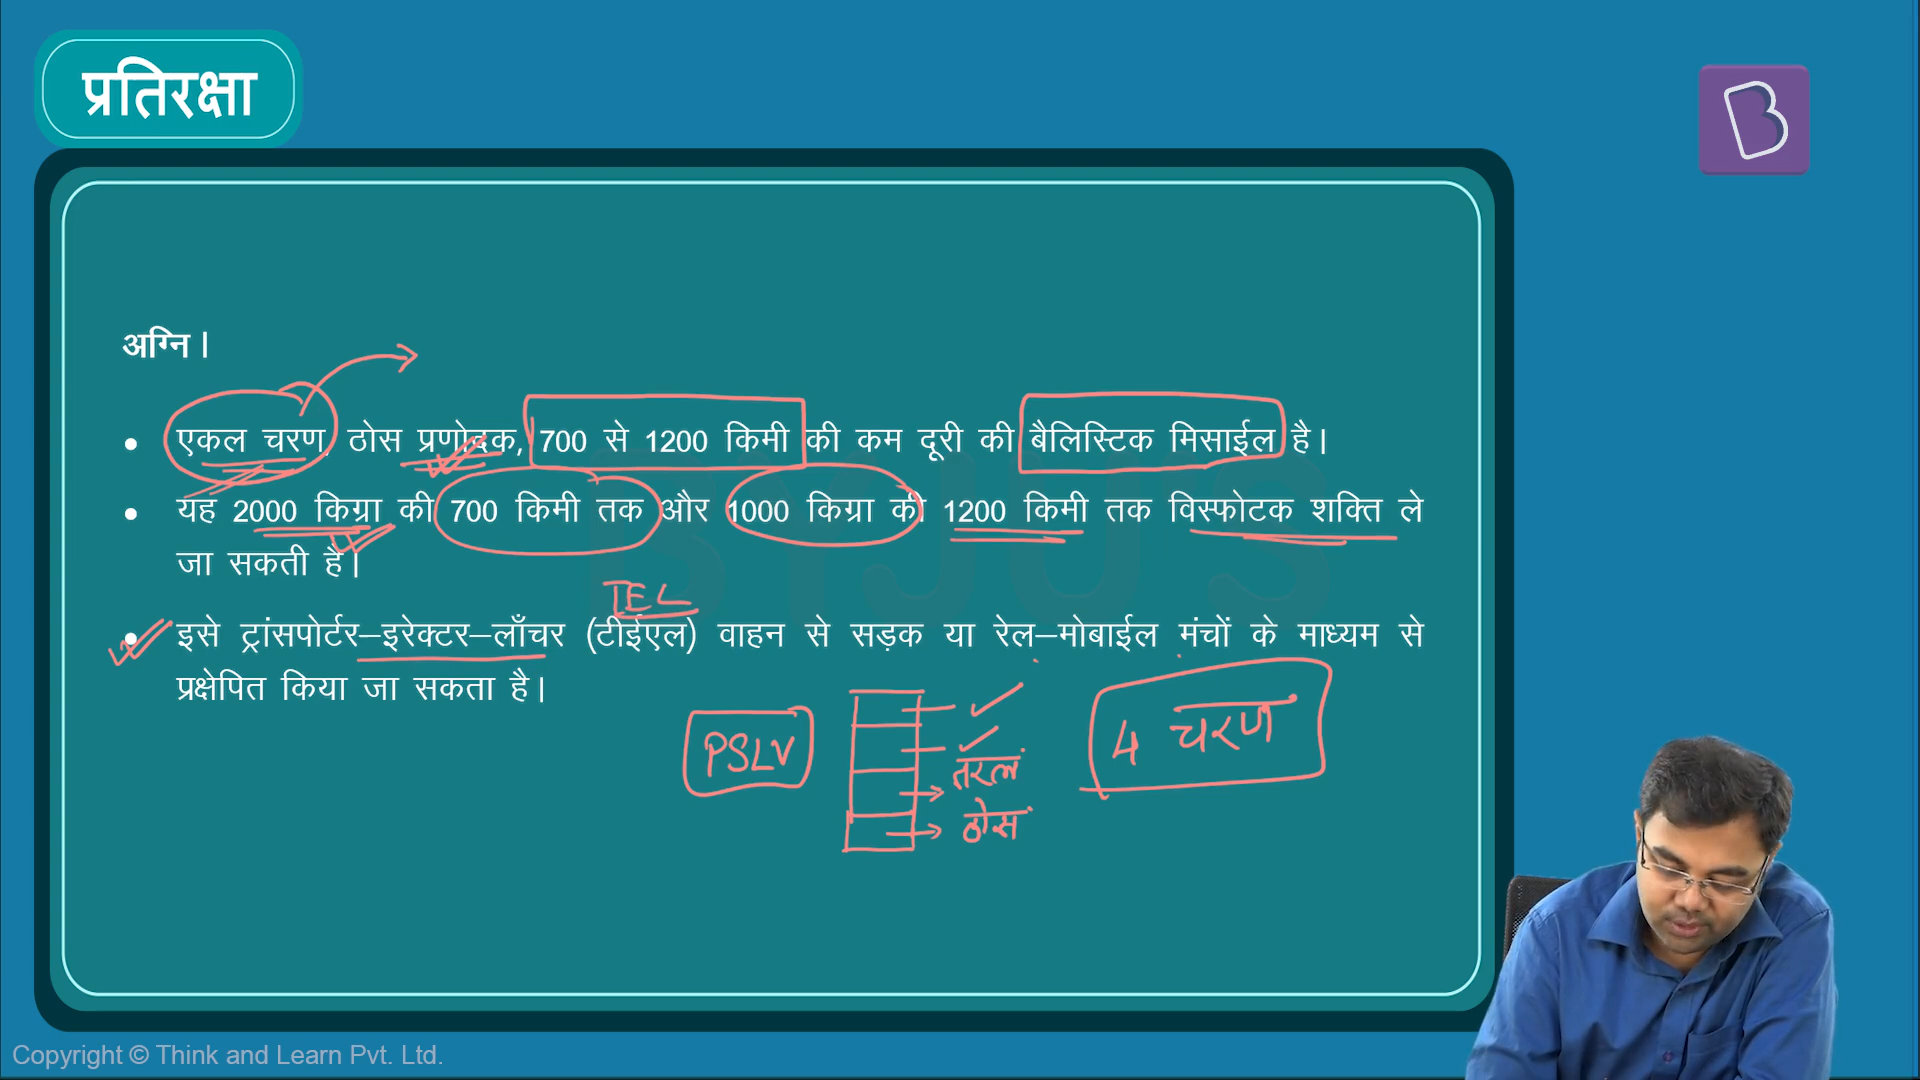 प्रतिरक्षा
B
अग्नि I
• एकल चरण, ठोस प्रणोदक, 700 से 1200 किमी की कम दूरी की बैलिस्टिक मिसाईल है।
• यह 2000 किग्रा की 700 किमी तक और 1000 किग्रा की 1200 किमी तक विस्फोटक शक्ति ले
जा सकती है।
TEL
• इसे ट्रांसपोर्टर–इरेक्टर–लाँचर (टीईएल) वाहन से सड़क या रेल–मोबाईल मंचों के माध्यम से
प्रक्षेपित किया जा सकता है।
PSLV
तरल
ठोस
4 चरण
BYJU'S
Copyright © Think and Learn Pvt. Ltd.